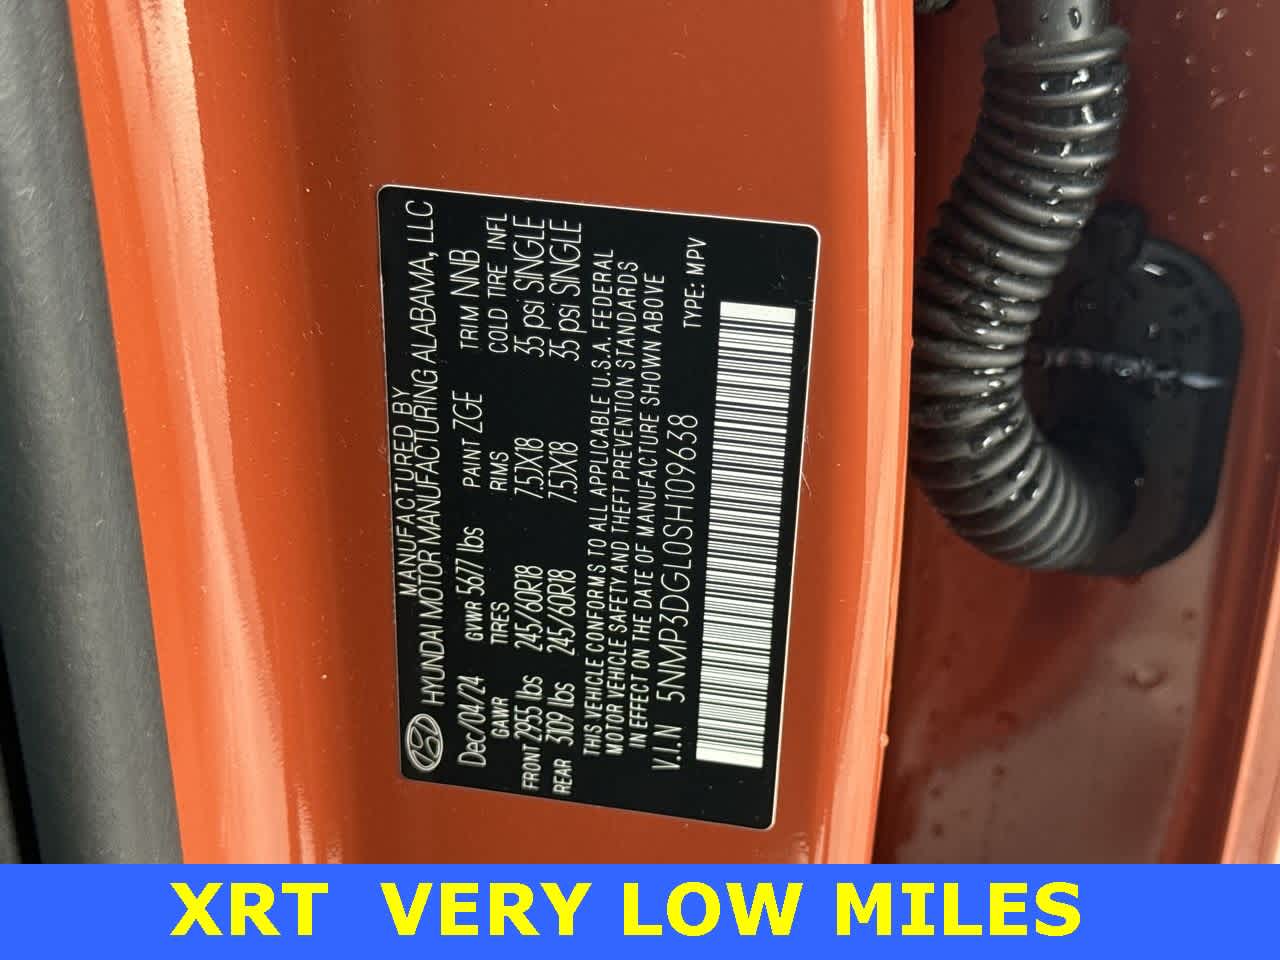 MANUFACTURED BY
HYUNDAI MOTOR MANUFACTURING ALABAMA, LLC
Dec/04/24 GVWR 5677 lbs PAINT ZGE TRIM NNB
GAWR TIRES RIMS COLD TIRE INFL
FRONT 2955 lbs 245/60R18 7.5JX18 35 psi SINGLE
REAR 3109 lbs 245/60R18 7.5JX18 35 psi SINGLE
THIS VEHICLE CONFORMS TO ALL APPLICABLE U.S.A. FEDERAL
MOTOR VEHICLE SAFETY AND THEFT PREVENTION STANDARDS
IN EFFECT ON THE DATE OF MANUFACTURE SHOWN ABOVE
V.I.N 5NMP3DGL0SH109638 TYPE: MPV
XRT VERY LOW MILES